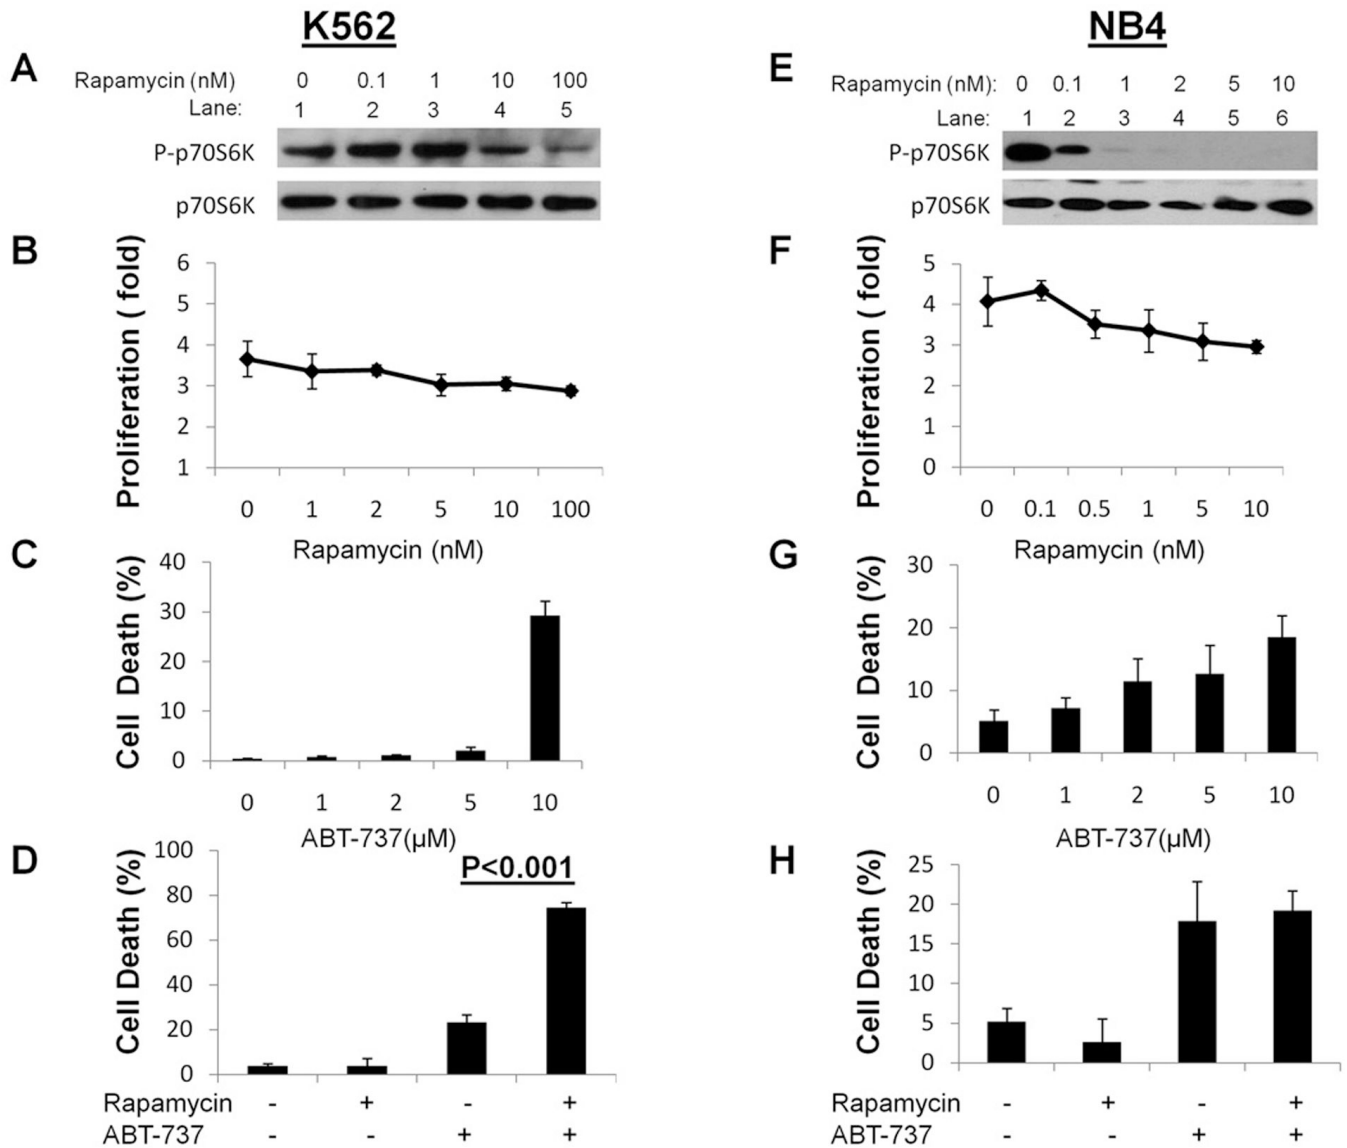 K562
A
Rapamycin (nM) 0 0.1 1 10 100
Lane: 1 2 3 4 5
P-p70S6K
p70S6K
B
Proliferation ( fold)
6
5
4
3
2
1
0 1 2 5 10 100
Rapamycin (nM)
C
Cell Death (%)
40
30
20
10
0
0 1 2 5 10
ABT-737(µM)
D
Cell Death (%)
100
80
60
40
20
0
P<0.001
Rapamycin - + - +
ABT-737 - - + +
NB4
E
Rapamycin (nM): 0 0.1 1 2 5 10
Lane: 1 2 3 4 5 6
P-p70S6K
p70S6K
F
Proliferation ( fold)
5
4
3
2
1
0
0 0.1 0.5 1 5 10
Rapamycin (nM)
G
Cell Death (%)
30
20
10
0
0 1 2 5 10
ABT-737(µM)
H
Cell Death (%)
25
20
15
10
5
0
Rapamycin - + - +
ABT-737 - - + +